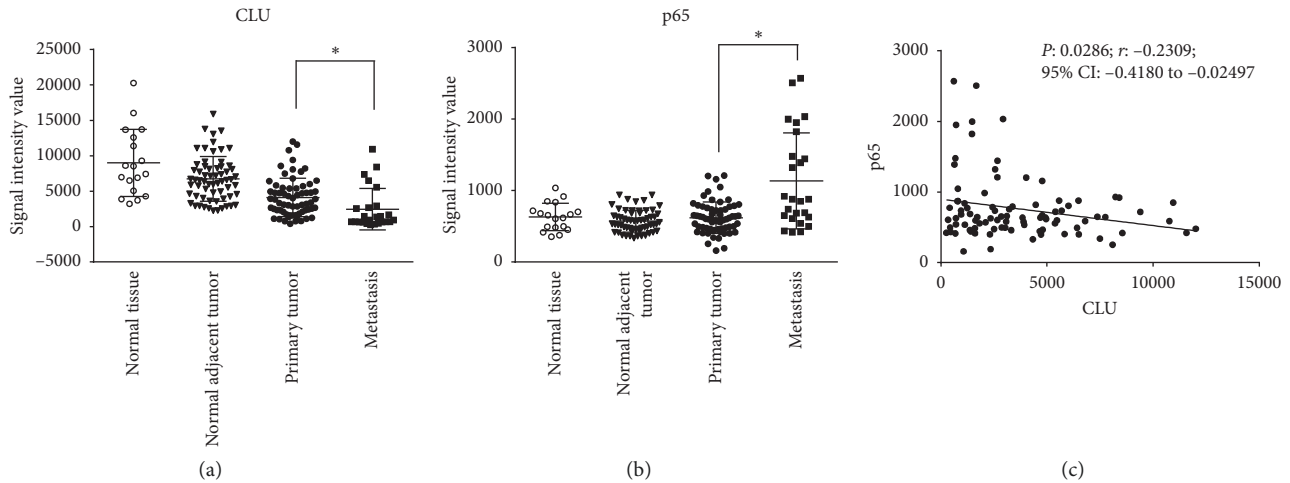 CLU
Signal intensity value
25000
20000
15000
10000
5000
0
–5000
*
Normal tissue
Normal adjacent tumor
Primary tumor
Metastasis
(a)
p65
Signal intensity value
3000
2000
1000
0
*
Normal tissue
Normal adjacent
tumor
Primary tumor
Metastasis
(b)
P: 0.0286; r: –0.2309;
95% CI: –0.4180 to –0.02497
p65
3000
2000
1000
0
0
5000
10000
15000
CLU
(c)